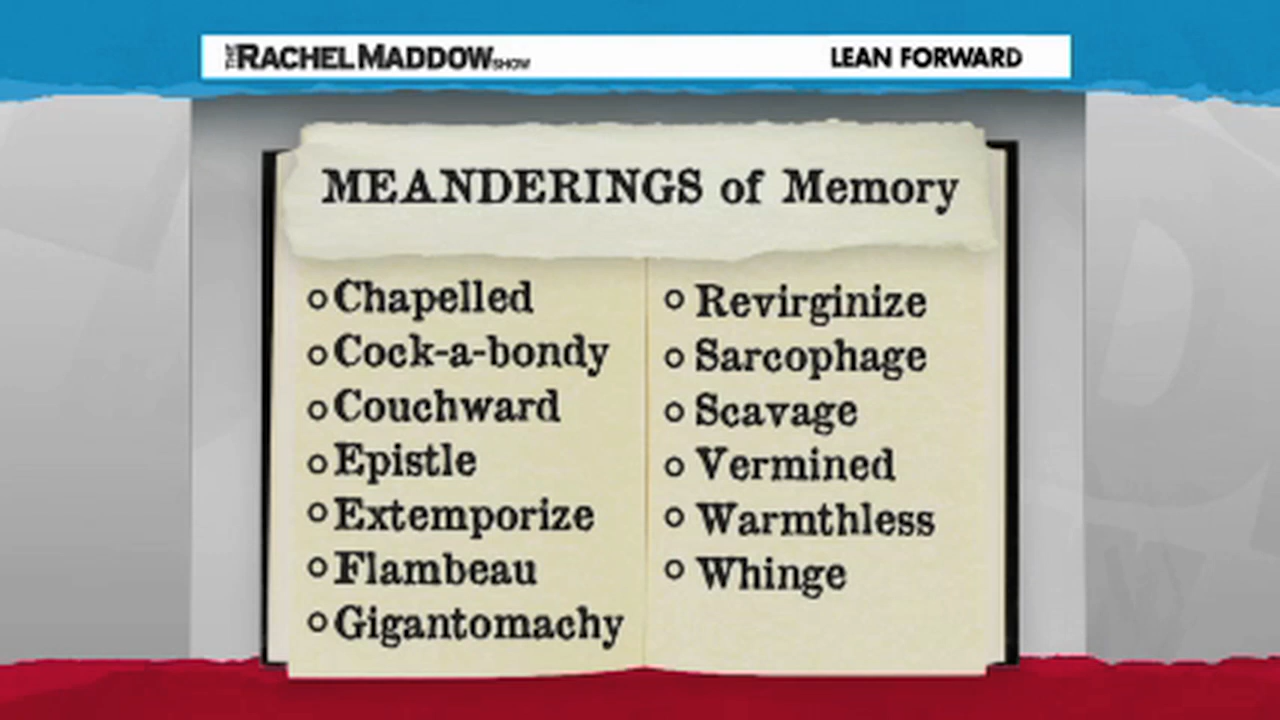 THE RACHEL MADDOW SHOW
LEAN FORWARD
MEANDERINGS of Memory
Chapelled
Cock-a-bondy
Couchward
Epistle
Extemporize
Flambeau
Gigantomachy
Revirginize
Sarcophage
Scavage
Vermined
Warmthless
Whinge